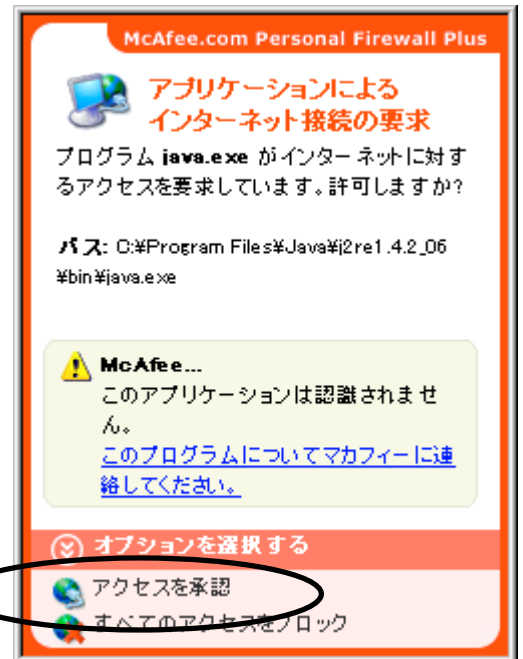 McAfee.com Personal Firewall Plus
アプリケーションによる
インターネット接続の要求
プログラム java.exe がインターネットに対す
るアクセスを要求しています。許可しますか?
パス: C:¥Program Files¥Java¥j2re1.4.2_06
¥bin¥java.exe
McAfee...
このアプリケーションは認識されませ
ん。
このプログラムについてマカフィーに連
絡してください。
オプションを選択する
アクセスを承認
すべてのアクセスをブロック